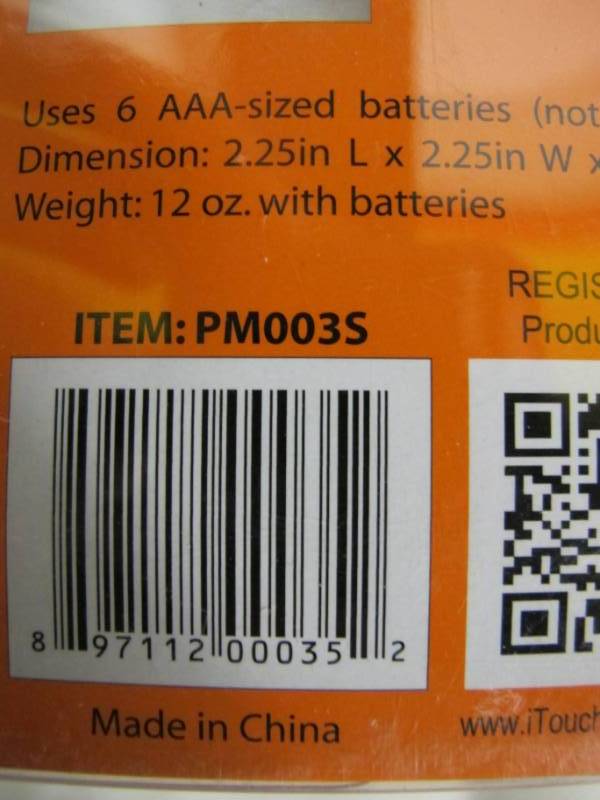 Uses 6 AAA-sized batteries (not
Dimension: 2.25in L x 2.25in W x
Weight: 12 oz. with batteries
REGIS
Produ
ITEM: PM003S
8 97112 00035 2
Made in China
www.iTouch